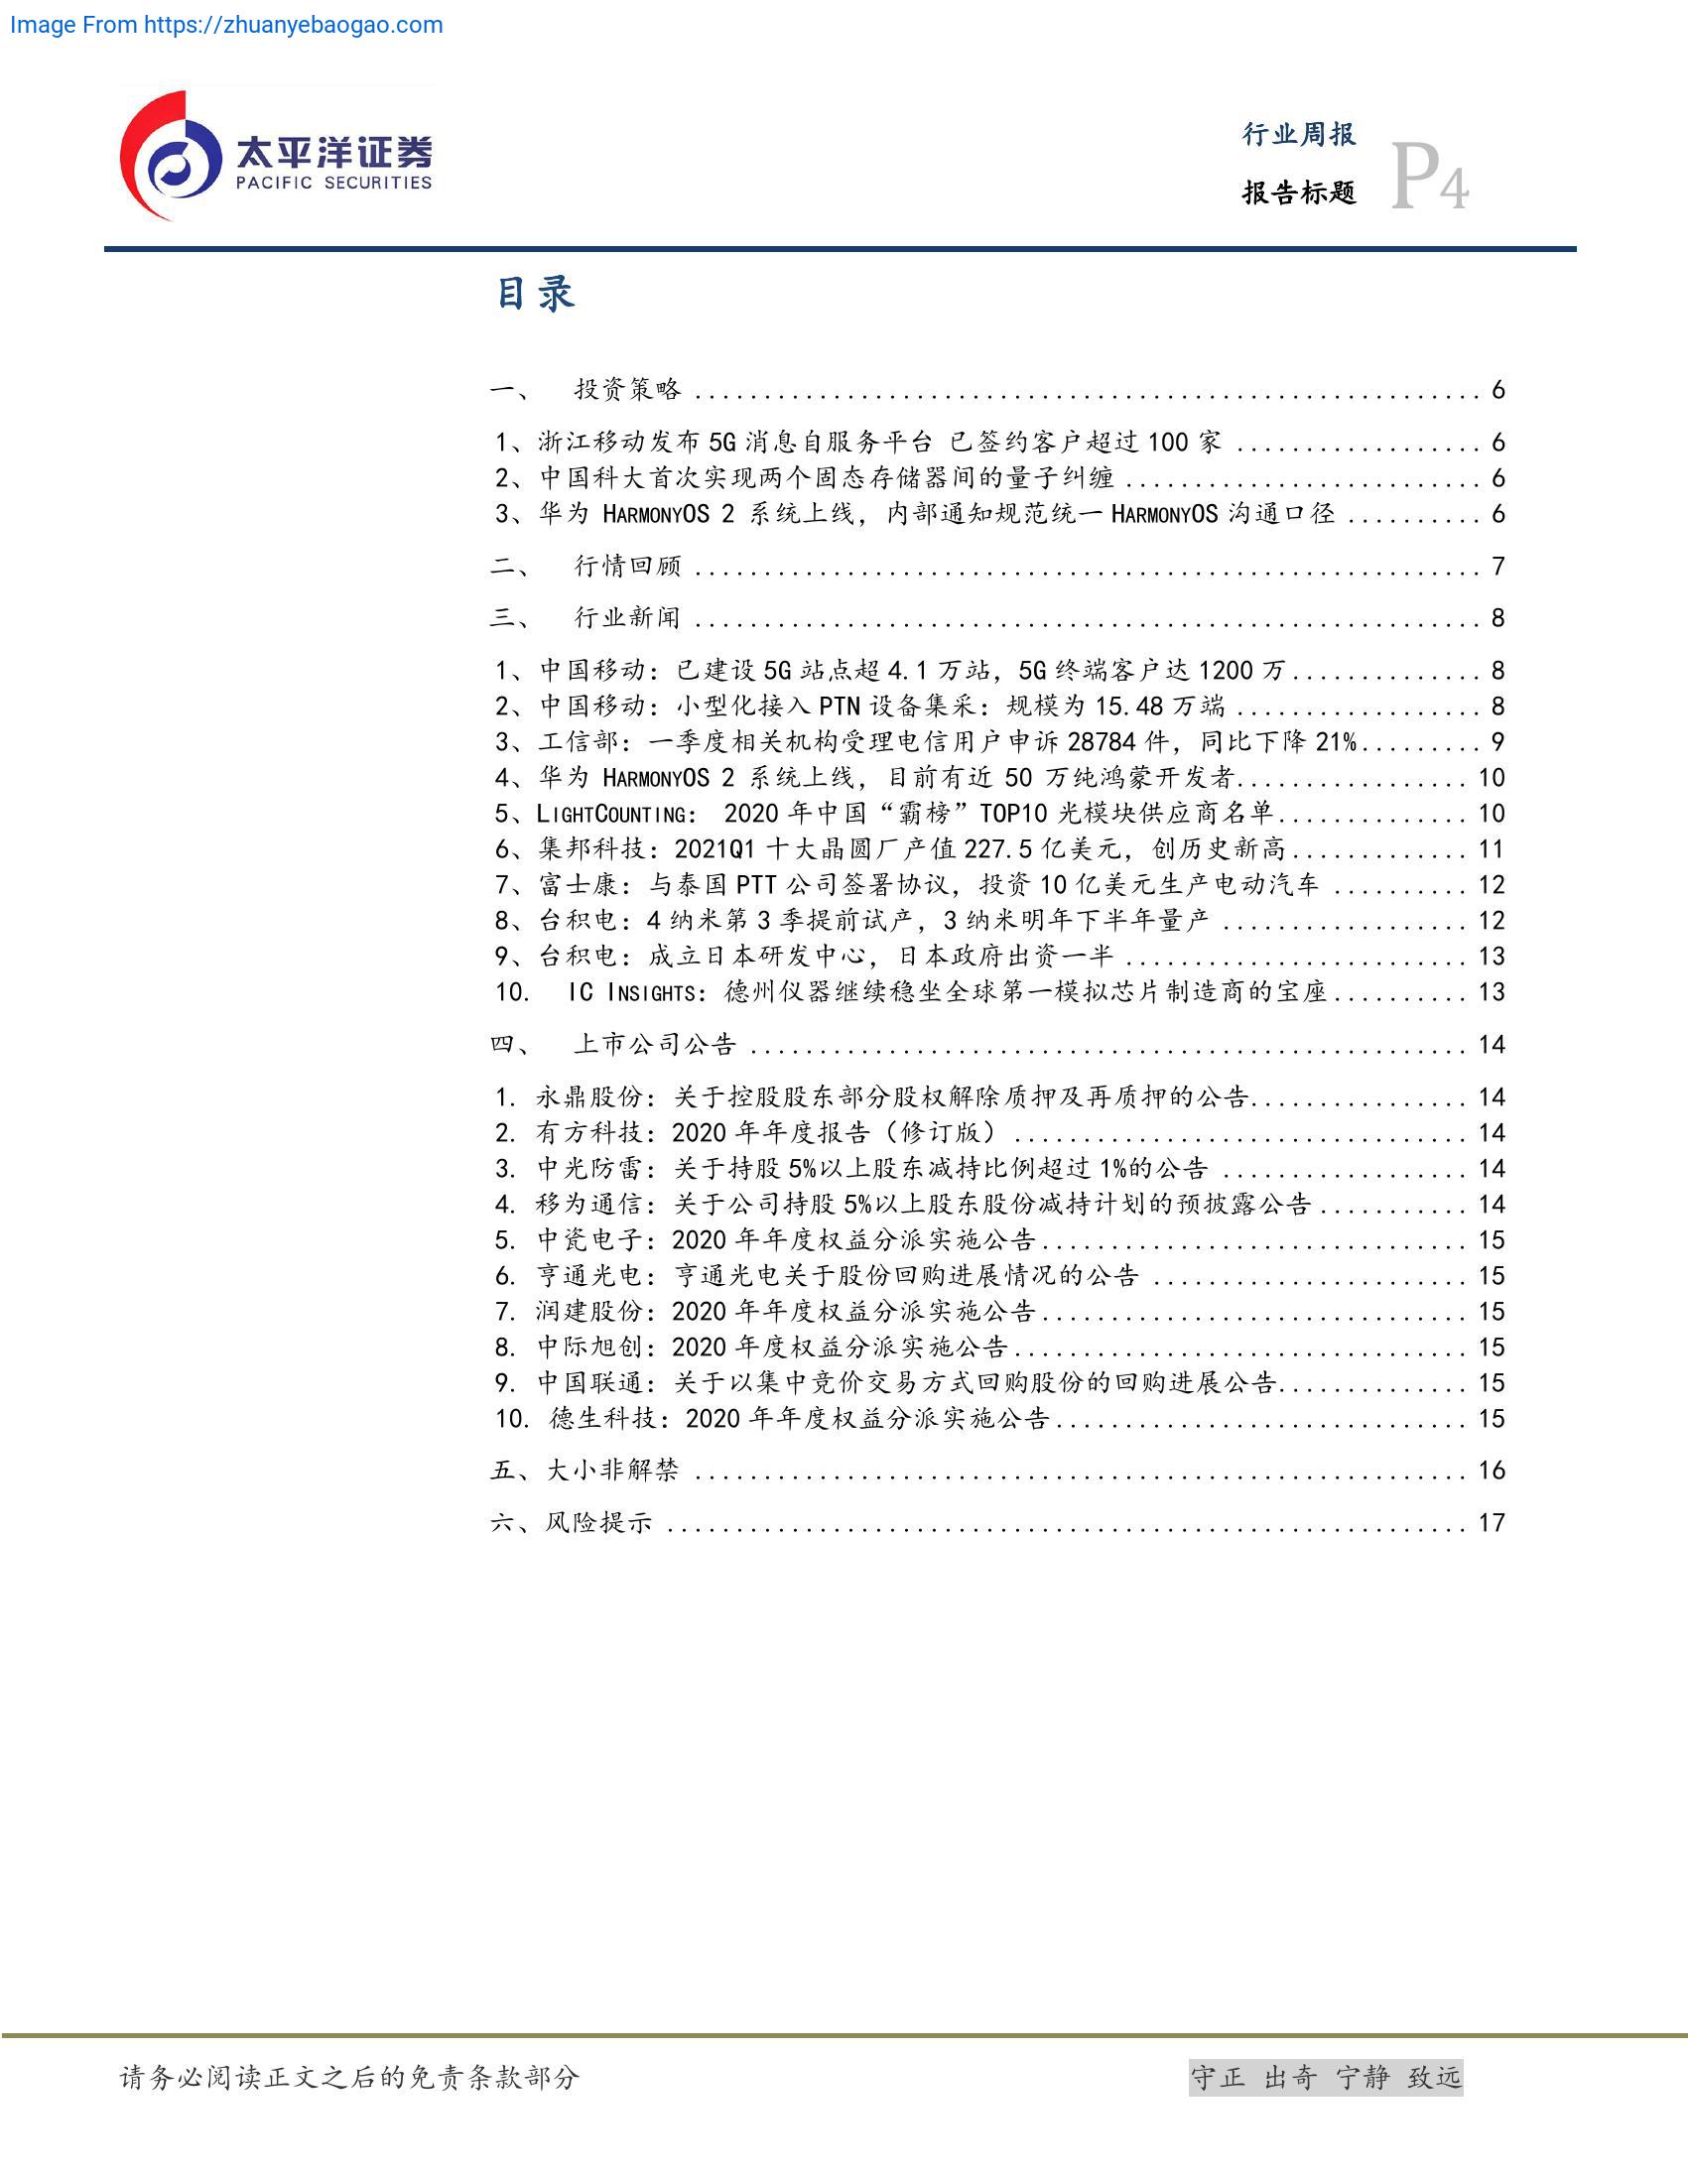 Image From https://zhuanyebaogao.com
太平洋证券
PACIFIC SECURITIES
行业周报
报告标题 P4
目录
一、 投资策略 ......................................................... 6
1、浙江移动发布 5G 消息自服务平台 已签约客户超过 100 家 .................. 6
2、中国科大首次实现两个固态存储器间的量子纠缠 .......................... 6
3、华为 HARMONYOS 2 系统上线，内部通知规范统一 HARMONYOS 沟通口径 .......... 6
二、 行情回顾 ......................................................... 7
三、 行业新闻 ......................................................... 8
1、中国移动：已建设 5G 站点超 4.1 万站，5G 终端客户达 1200 万.............. 8
2、中国移动：小型化接入 PTN 设备集采：规模为 15.48 万端 .................. 8
3、工信部：一季度相关机构受理电信用户申诉 28784 件，同比下降 21%......... 9
4、华为 HARMONYOS 2 系统上线，目前有近 50 万纯鸿蒙开发者................. 10
5、LIGHTCOUNTING： 2020 年中国“霸榜”TOP10 光模块供应商名单.............. 10
6、集邦科技：2021Q1 十大晶圆厂产值 227.5 亿美元，创历史新高............. 11
7、富士康：与泰国 PTT 公司签署协议，投资 10 亿美元生产电动汽车 .......... 12
8、台积电：4 纳米第 3 季提前试产，3 纳米明年下半年量产 .................. 12
9、台积电：成立日本研发中心，日本政府出资一半 ......................... 13
10. IC INSIGHTS：德州仪器继续稳坐全球第一模拟芯片制造商的宝座.......... 13
四、 上市公司公告 .................................................... 14
1. 永鼎股份：关于控股股东部分股权解除质押及再质押的公告................ 14
2. 有方科技：2020 年年度报告（修订版） ................................. 14
3. 中光防雷：关于持股 5%以上股东减持比例超过 1%的公告 .................. 14
4. 移为通信：关于公司持股 5%以上股东股份减持计划的预披露公告 ........... 14
5. 中瓷电子：2020 年年度权益分派实施公告............................... 15
6. 亨通光电：亨通光电关于股份回购进展情况的公告 ....................... 15
7. 润建股份：2020 年年度权益分派实施公告............................... 15
8. 中际旭创：2020 年度权益分派实施公告................................. 15
9. 中国联通：关于以集中竞价交易方式回购股份的回购进展公告.............. 15
10. 德生科技：2020 年年度权益分派实施公告.............................. 15
五、大小非解禁 ........................................................ 16
六、风险提示 .......................................................... 17
请务必阅读正文之后的免责条款部分
守正 出奇 宁静 致远